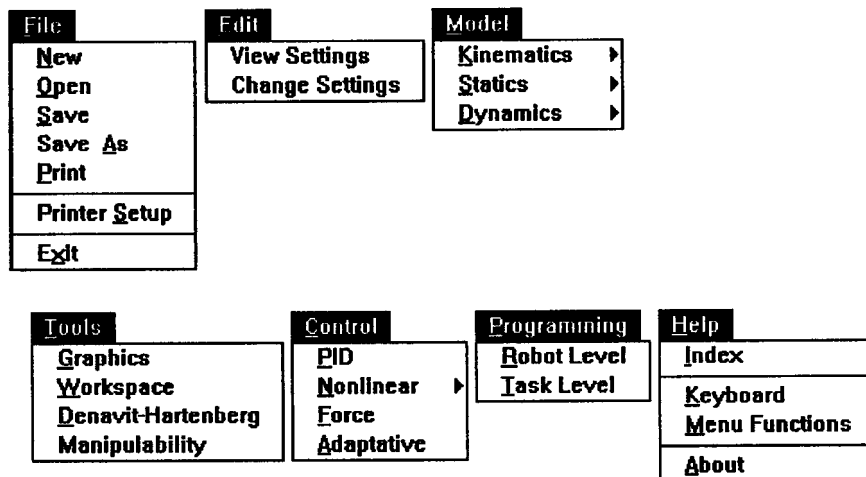 File
New
Open
Save
Save As
Print
Printer Setup
Exit
Edit
View Settings
Change Settings
Model
Kinematics
Statics
Dynamics
Tools
Graphics
Workspace
Denavit-Hartenberg
Manipulability
Control
PID
Nonlinear
Force
Adaptative
Programming
Robot Level
Task Level
Help
Index
Keyboard
Menu Functions
About